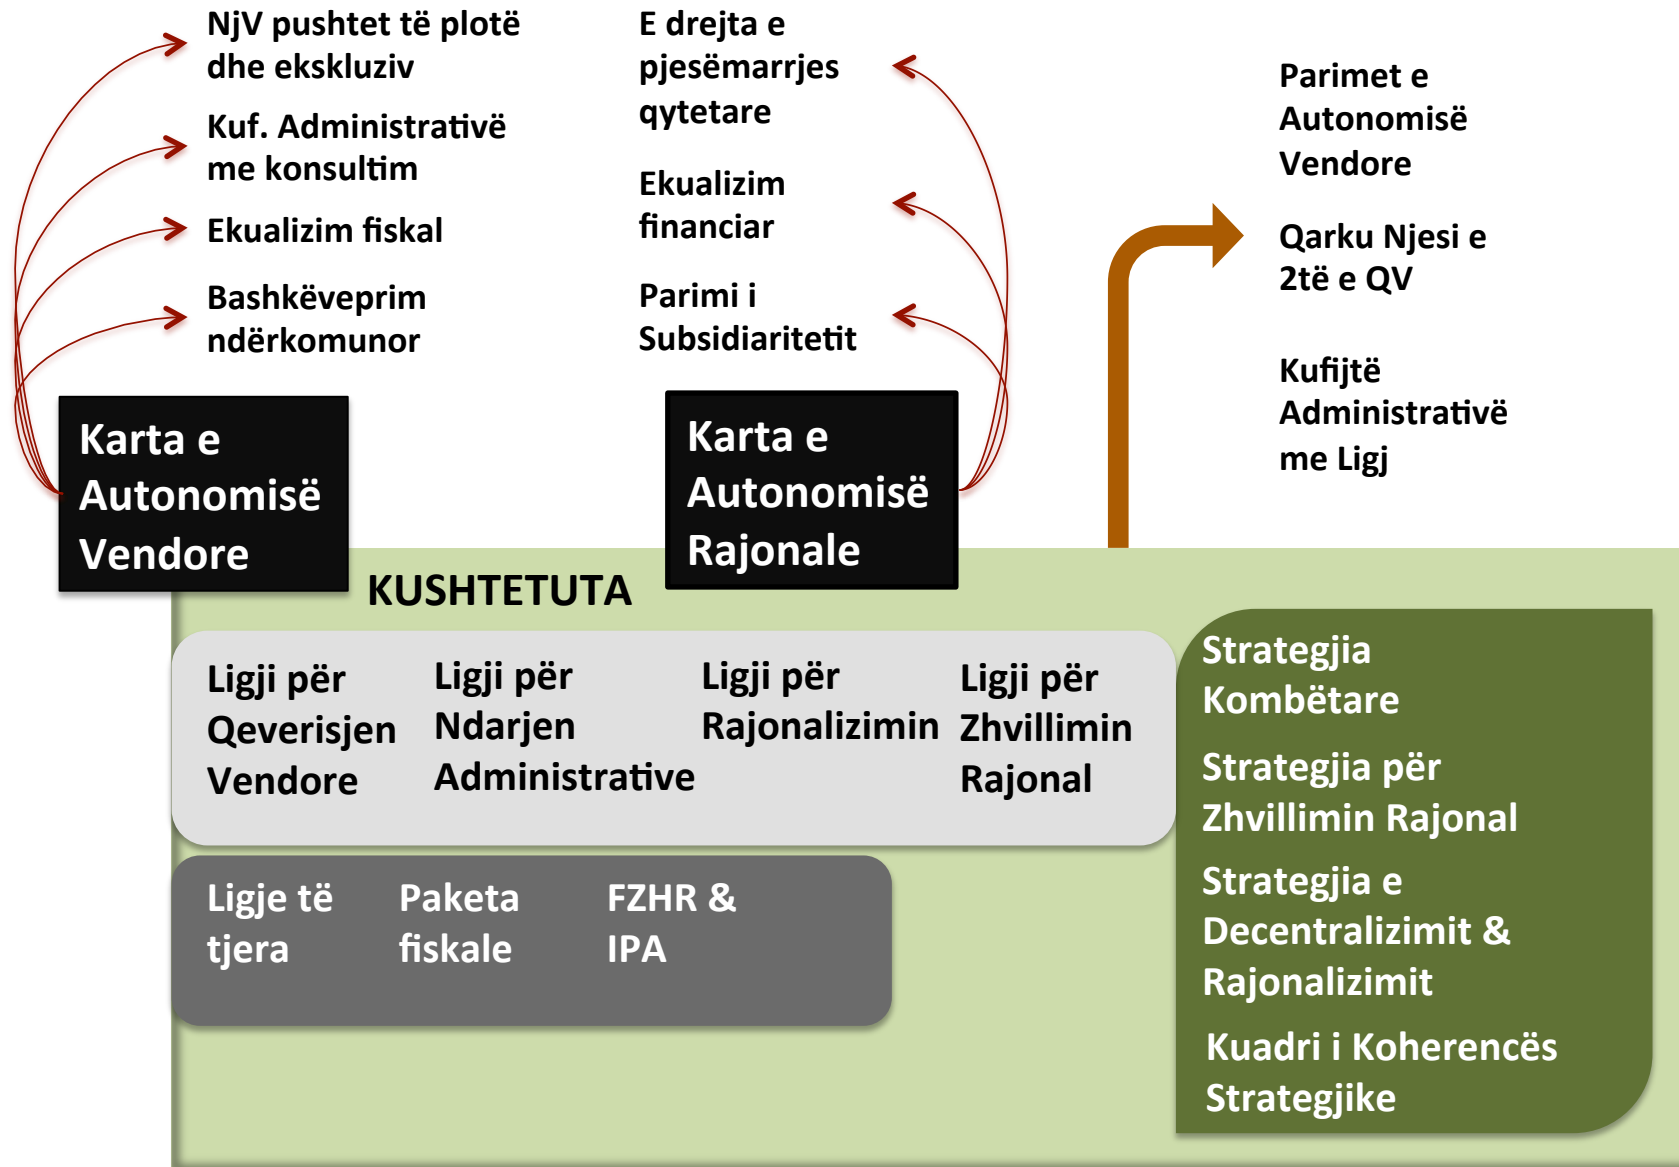 NjV pushtet të plotë
dhe ekskluziv
Kuf. Administrativë
me konsultim
Ekualizim fiskal
Bashkëveprim
ndërkomunor
E drejta e
pjesëmarrjes
qytetare
Ekualizim
financiar
Parimi i
Subsidiaritetit
Parimet e
Autonomisë
Vendore
Qarku Njesi e
2të e QV
Kufijtë
Administrativë
me Ligj
Karta e
Autonomisë
Vendore
Karta e
Autonomisë
Rajonale
KUSHTETUTA
Ligji për
Qeverisjen
Vendore
Ligji për
Ndarjen
Administrative
Ligji për
Rajonalizimin
Ligji për
Zhvillimin
Rajonal
Ligje të
tjera
Paketa
fiskale
FZHR &
IPA
Strategjia
Kombëtare
Strategjia për
Zhvillimin Rajonal
Strategjia e
Decentralizimit &
Rajonalizimit
Kuadri i Koherencës
Strategjike